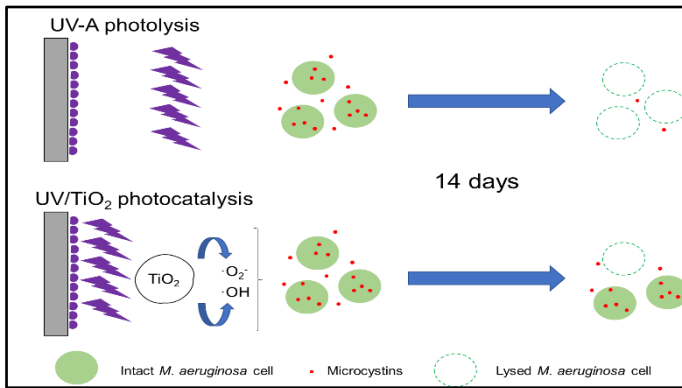 UV-A photolysis
14 days
UV/TiO₂ photocatalysis
TiO₂
·O₂⁻
·OH
Intact M. aeruginosa cell
Microcystins
Lysed M. aeruginosa cell